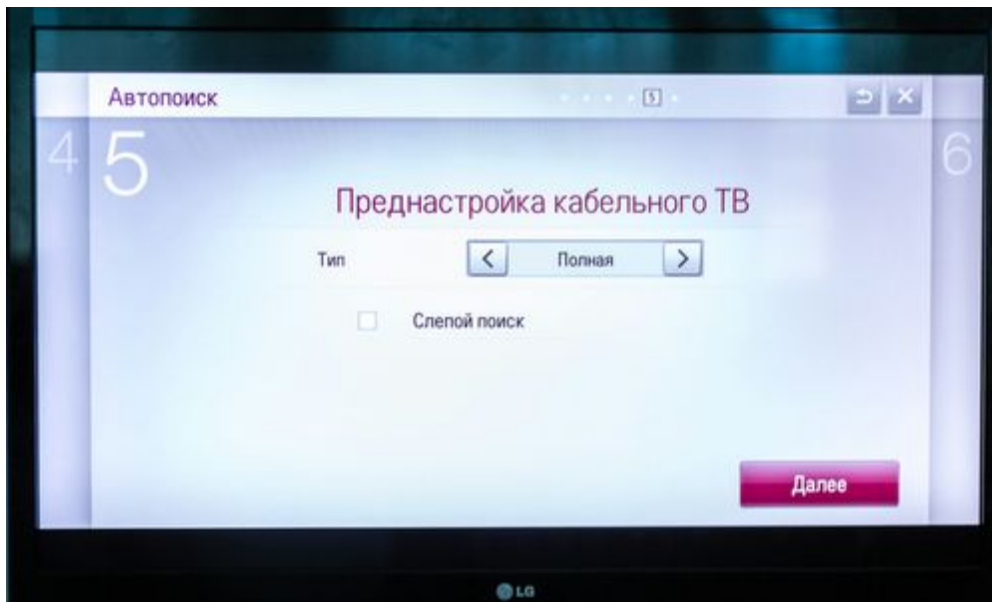 Автопоиск
5
4
5
6
Преднастройка кабельного ТВ
Тип
Полная
Слепой поиск
Далее
LG